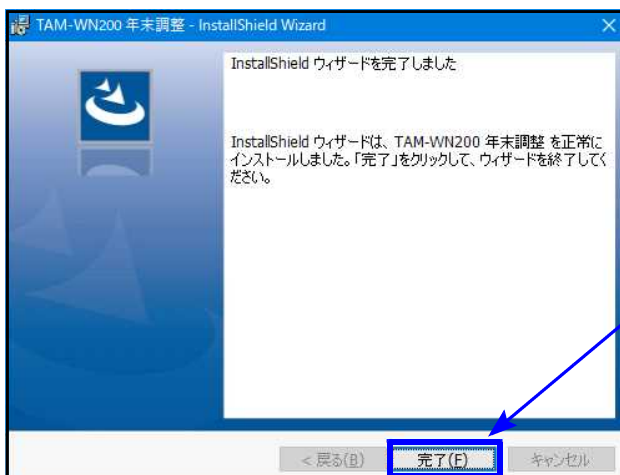 TAM-WN200 年末調整 - InstallShield Wizard
InstallShield ウィザードを完了しました
InstallShield ウィザードは、TAM-WN200 年末調整 を正常に
インストールしました。「完了」をクリックして、ウィザードを終了してく
ださい。
< 戻る(B) 完了(F) キャンセル